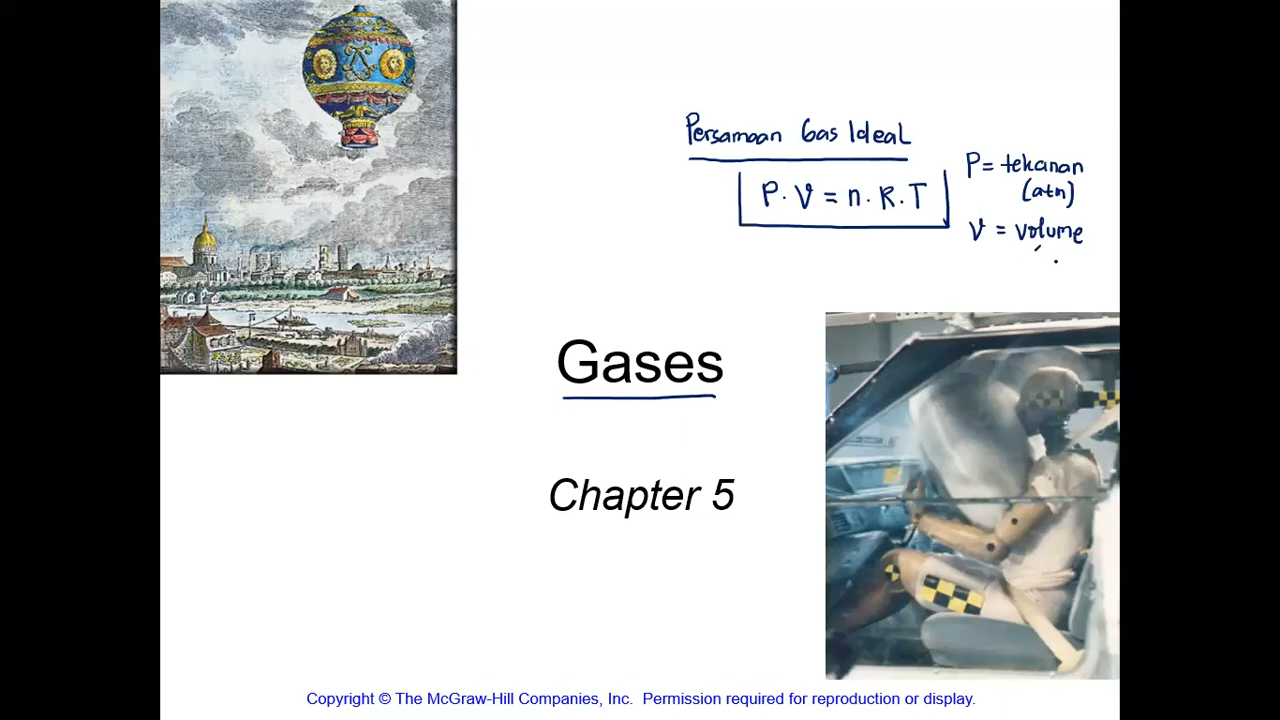 Persamaan Gas Ideal
P. V = n. R. T
P = tekanan
(atm)
V = volume
Gases
Chapter 5
Copyright © The McGraw-Hill Companies, Inc. Permission required for reproduction or display.